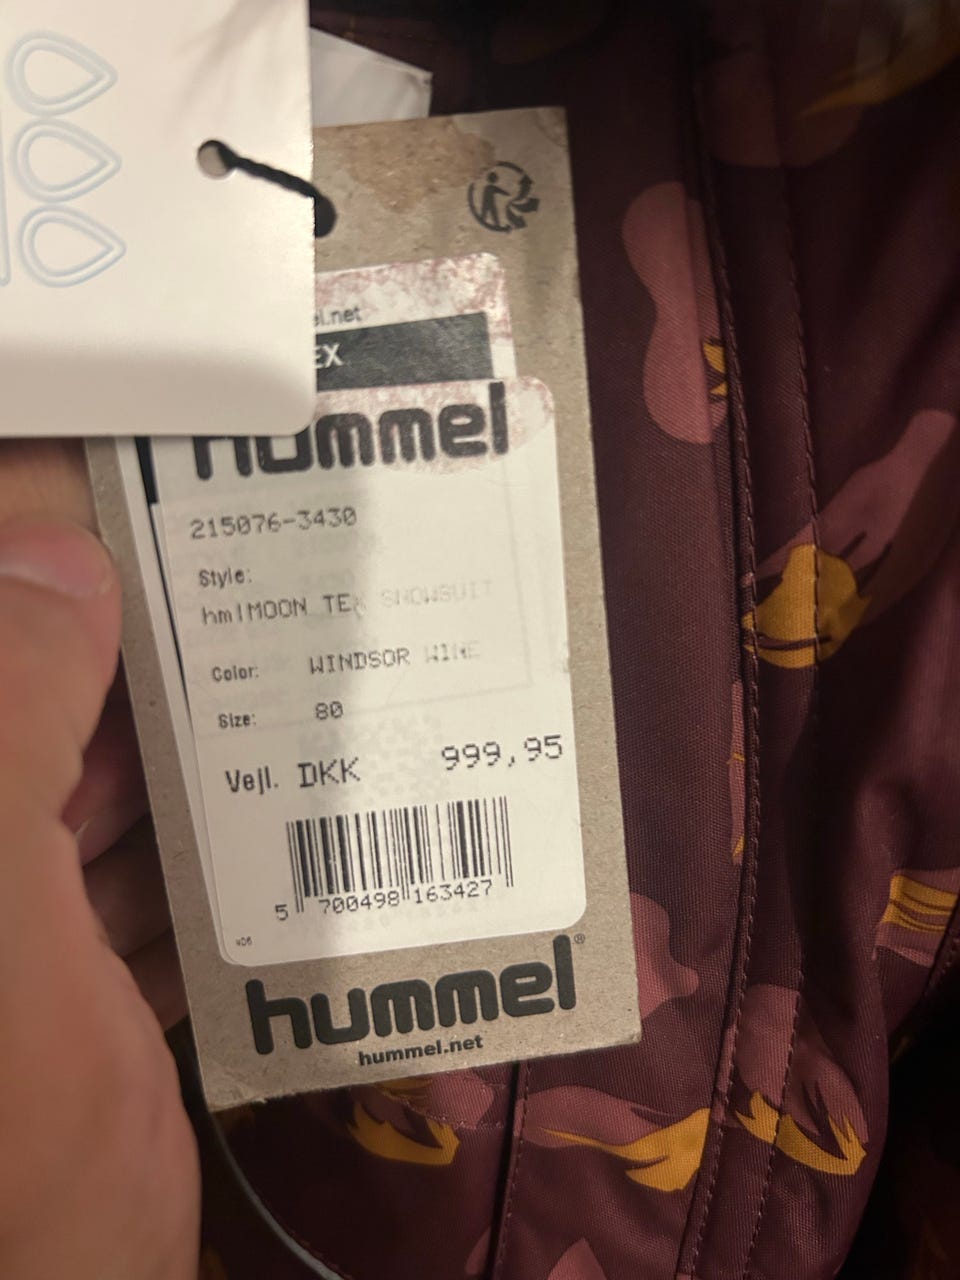 el.net
EX
hummel
215076-3430
Style:
hmlMOON TEX SNOWSUIT
Color: WINDSOR WINE
Size: 80
Vejl. DKK 999,95
5 700498 163427
hummel®
hummel.net